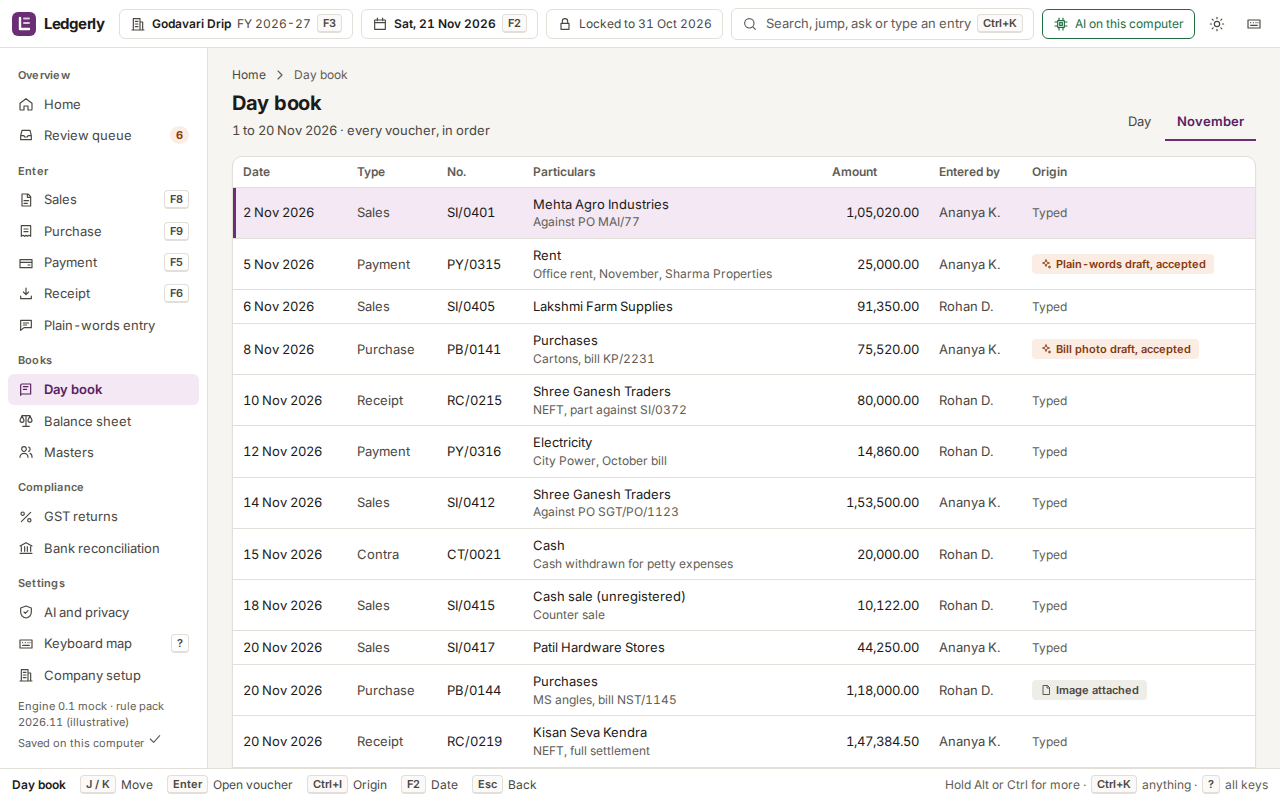 Ledgerly
Godavari Drip FY 2026-27 F3
Sat, 21 Nov 2026 F2
Locked to 31 Oct 2026
Search, jump, ask or type an entry Ctrl+K
AI on this computer
Overview
Home
Review queue 6
Enter
Sales F8
Purchase F9
Payment F5
Receipt F6
Plain-words entry
Books
Day book
Balance sheet
Masters
Compliance
GST returns
Bank reconciliation
Settings
AI and privacy
Keyboard map ?
Company setup
Engine 0.1 mock · rule pack
2026.11 (illustrative)
Saved on this computer
Home > Day book
Day book
1 to 20 Nov 2026 · every voucher, in order
Day November
Date Type No. Particulars Amount Entered by Origin
2 Nov 2026 Sales SI/0401 Mehta Agro Industries 1,05,020.00 Ananya K. Typed
Against PO MAI/77
5 Nov 2026 Payment PY/0315 Rent 25,000.00 Ananya K. Plain-words draft, accepted
Office rent, November, Sharma Properties
6 Nov 2026 Sales SI/0405 Lakshmi Farm Supplies 91,350.00 Rohan D. Typed
8 Nov 2026 Purchase PB/0141 Purchases 75,520.00 Ananya K. Bill photo draft, accepted
Cartons, bill KP/2231
10 Nov 2026 Receipt RC/0215 Shree Ganesh Traders 80,000.00 Rohan D. Typed
NEFT, part against SI/0372
12 Nov 2026 Payment PY/0316 Electricity 14,860.00 Ananya K. Typed
City Power, October bill
14 Nov 2026 Sales SI/0412 Shree Ganesh Traders 1,53,500.00 Ananya K. Typed
Against PO SGT/PO/1123
15 Nov 2026 Contra CT/0021 Cash 20,000.00 Rohan D. Typed
Cash withdrawn for petty expenses
18 Nov 2026 Sales SI/0415 Cash sale (unregistered) 10,122.00 Rohan D. Typed
Counter sale
20 Nov 2026 Sales SI/0417 Patil Hardware Stores 44,250.00 Ananya K. Typed
20 Nov 2026 Purchase PB/0144 Purchases 1,18,000.00 Rohan D. Image attached
MS angles, bill NST/1145
20 Nov 2026 Receipt RC/0219 Kisan Seva Kendra 1,47,384.50 Rohan D. Typed
NEFT, full settlement
Day book J / K Move Enter Open voucher Ctrl+I Origin F2 Date Esc Back
Hold Alt or Ctrl for more · Ctrl+K anything · ? all keys